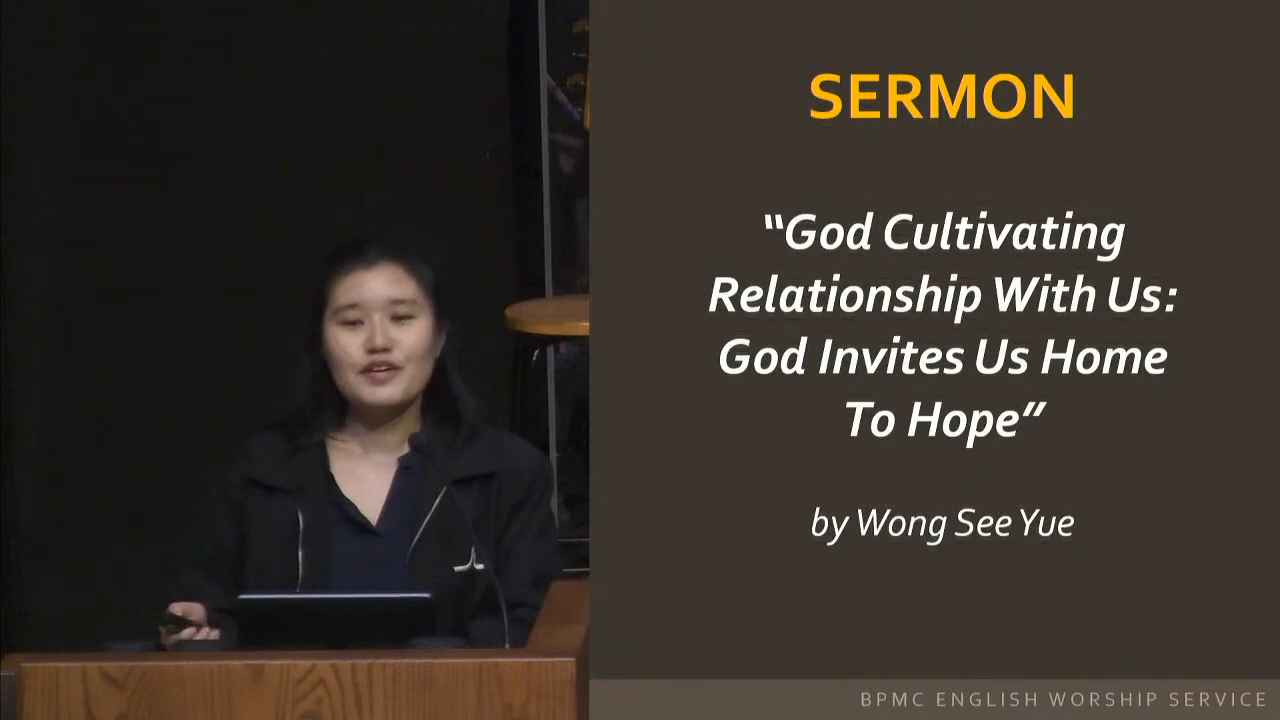 SERMON
“God Cultivating
Relationship With Us:
God Invites Us Home
To Hope”
by Wong See Yue
BPMC ENGLISH WORSHIP SERVICE